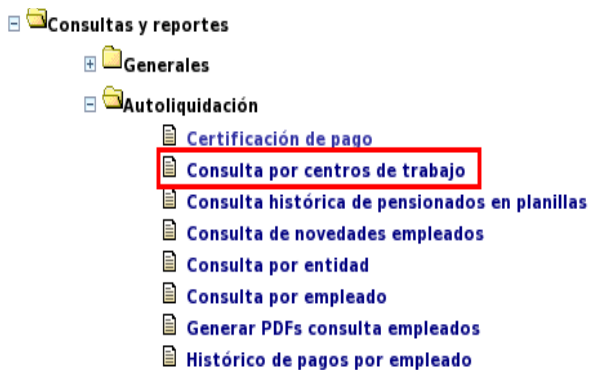 Consultas y reportes
Generales
Autoliquidación
Certificación de pago
Consulta por centros de trabajo
Consulta histórica de pensionados en planillas
Consulta de novedades empleados
Consulta por entidad
Consulta por empleado
Generar PDFs consulta empleados
Histórico de pagos por empleado